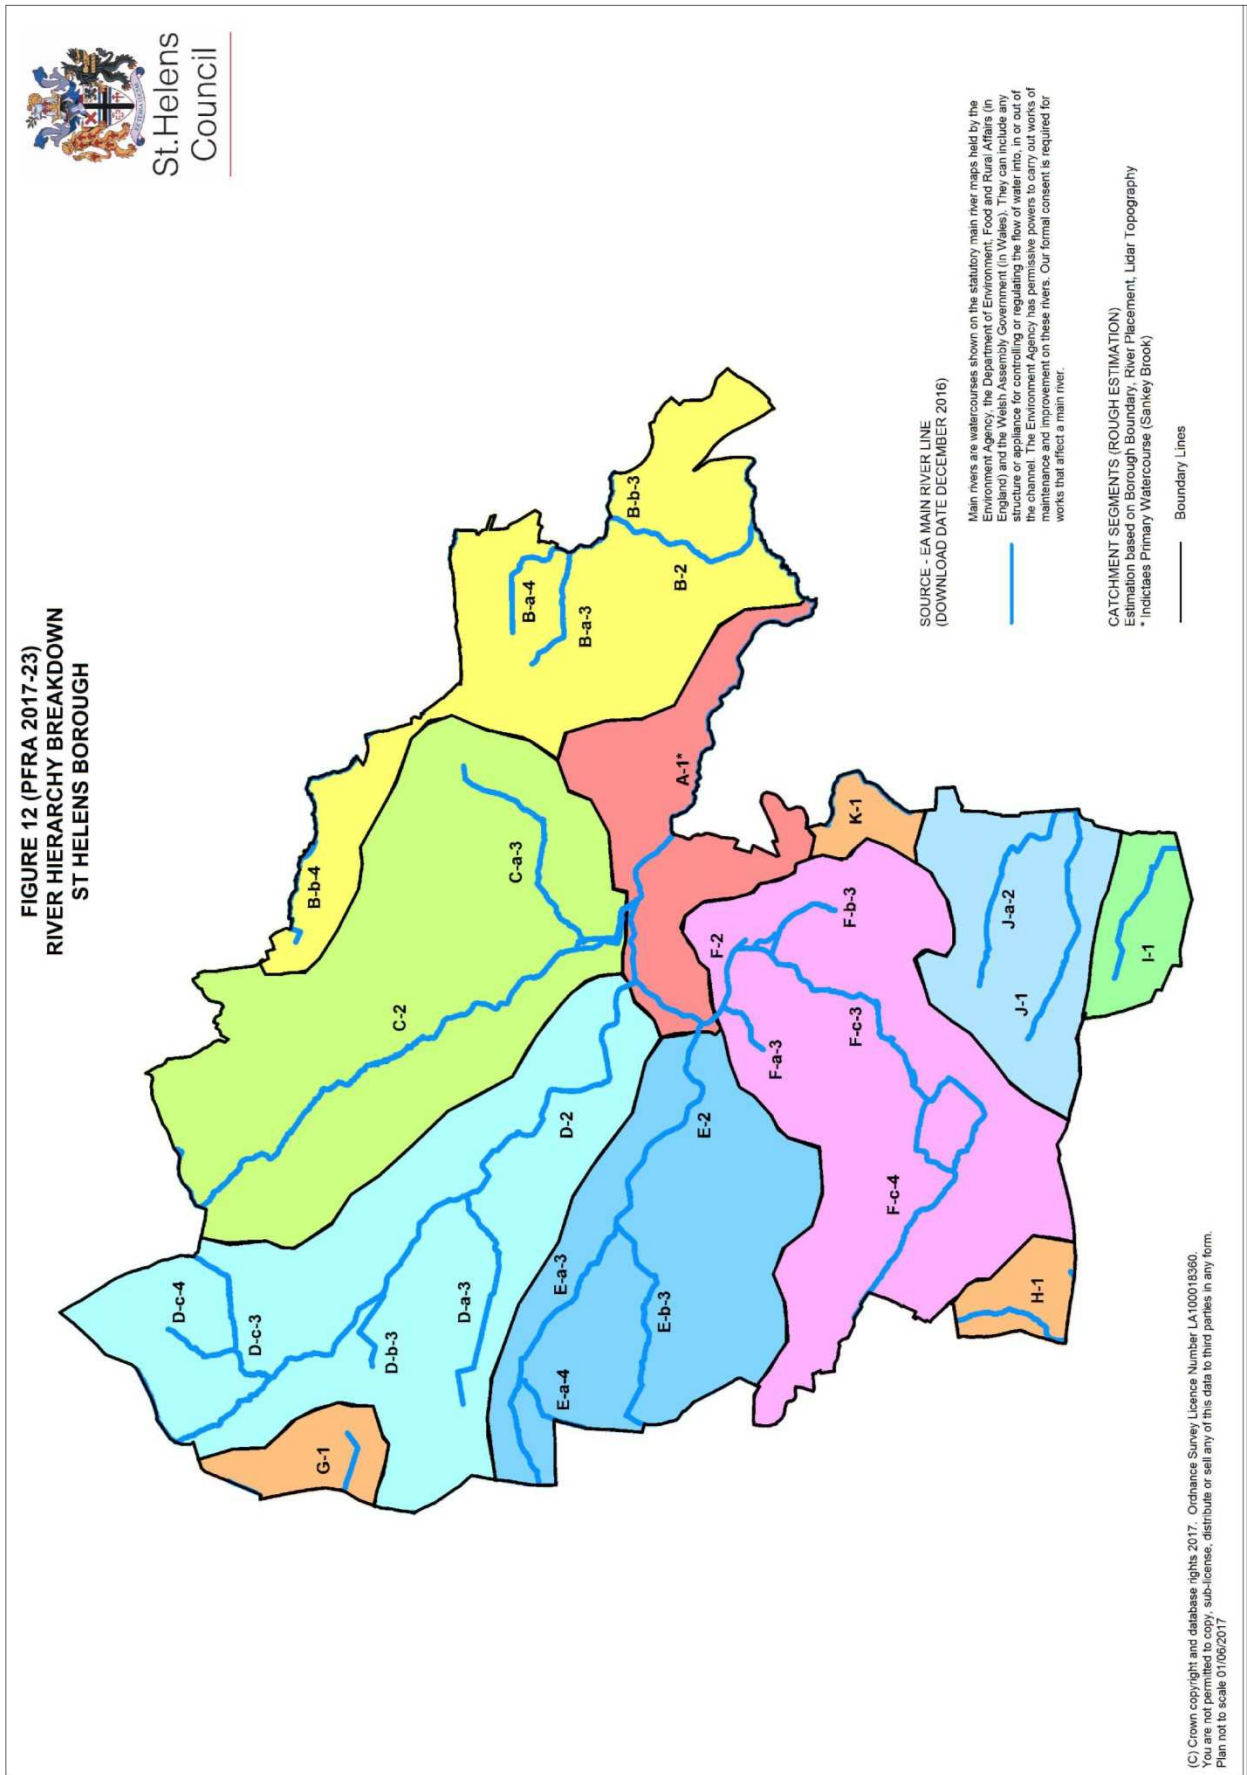 St.Helens
Council
FIGURE 12 (PFRA 2017-23)
RIVER HIERARCHY BREAKDOWN
ST HELENS BOROUGH
D-c-4
D-c-3
G-1
D-b-3
D-a-3
D-2
C-2
C-a-3
B-b-4
B-a-4
B-a-3
B-b-3
B-2
A-1*
E-a-4
E-a-3
E-b-3
E-2
F-2
F-a-3
F-b-3
F-c-3
F-c-4
K-1
J-a-2
J-1
I-1
H-1
SOURCE - EA MAIN RIVER LINE
(DOWNLOAD DATE DECEMBER 2016)
Main rivers are watercourses shown on the statutory main river maps held by the
Environment Agency, the Department of Environment, Food and Rural Affairs (in
England) and the Welsh Assembly Government (in Wales). They can include any
structure or appliance for controlling or regulating the flow of water into, in or out of
the channel. The Environment Agency has permissive powers to carry out works of
maintenance and improvement on these rivers. Our formal consent is required for
works that affect a main river.
CATCHMENT SEGMENTS (ROUGH ESTIMATION)
Estimation based on Borough Boundary, River Placement, Lidar Topography
* Indictaes Primary Watercourse (Sankey Brook)
Boundary Lines
(C) Crown copyright and database rights 2017. Ordnance Survey Licence Number LA100018360.
You are not permitted to copy, sub-license, distribute or sell any of this data to third parties in any form.
Plan not to scale 01/06/2017